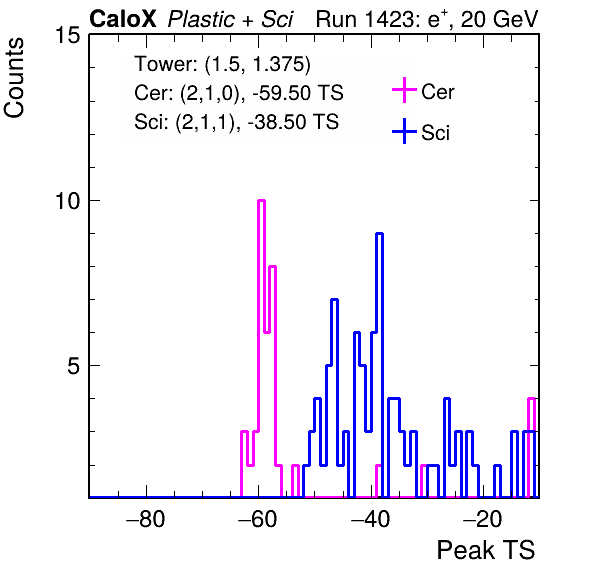 CaloX Plastic + Sci Run 1423: e⁺, 20 GeV
Counts
15
10
5
Tower: (1.5, 1.375)
Cer: (2,1,0), -59.50 TS
Sci: (2,1,1), -38.50 TS
Cer
Sci
−80 −60 −40 −20
Peak TS